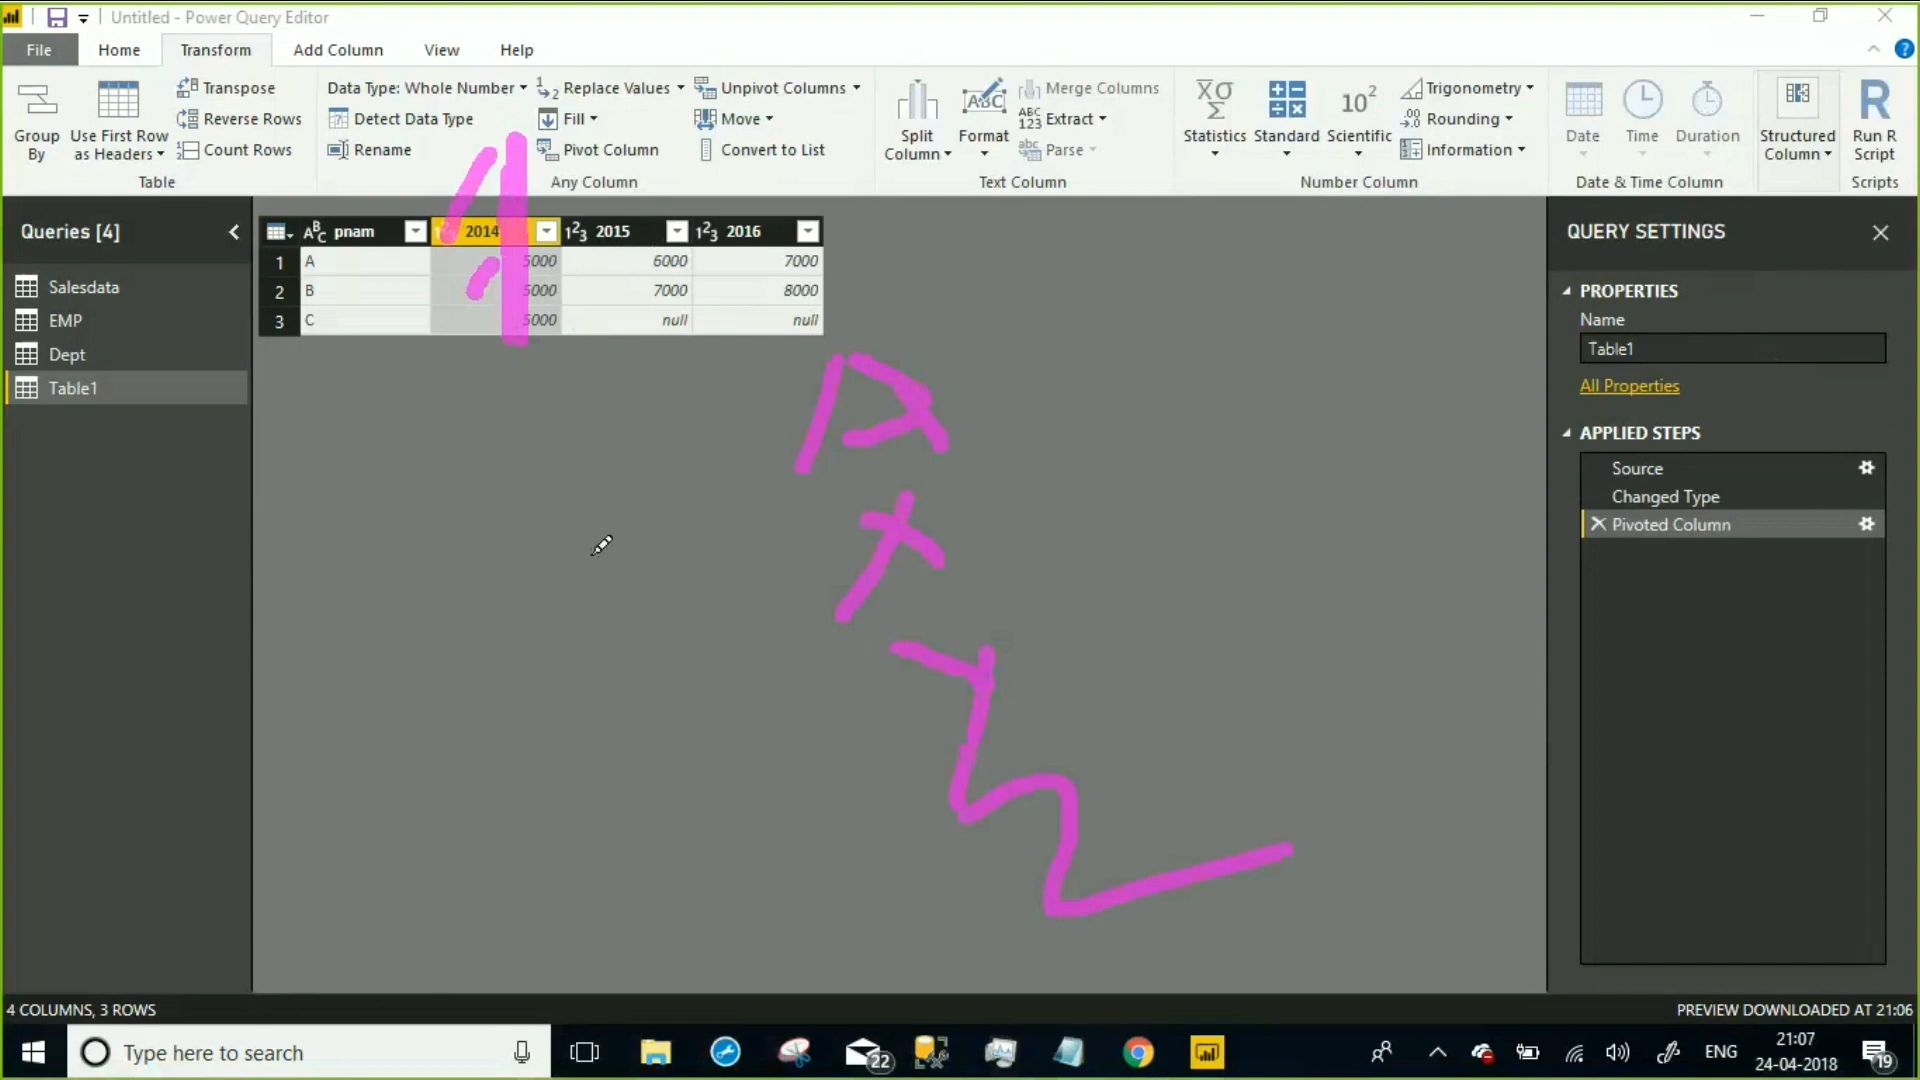 Untitled - Power Query Editor
File Home Transform Add Column View Help
Group By
Use First Row as Headers
Transpose
Reverse Rows
Count Rows
Table
Data Type: Whole Number
Detect Data Type
Rename
Replace Values
Fill
Pivot Column
Unpivot Columns
Move
Convert to List
Any Column
Split Column
Format
Merge Columns
Extract
Parse
Text Column
Statistics
Standard
Scientific
Trigonometry
Rounding
Information
Number Column
Date
Time
Duration
Date & Time Column
Structured Column
Run R Script
Scripts
Queries [4]
Salesdata
EMP
Dept
Table1
pnam 2014 2015 2016
1 A 5000 6000 7000
2 B 5000 7000 8000
3 C 5000 null null
QUERY SETTINGS
PROPERTIES
Name
Table1
All Properties
APPLIED STEPS
Source
Changed Type
Pivoted Column
4 COLUMNS, 3 ROWS
PREVIEW DOWNLOADED AT 21:06
Type here to search
22
ENG
21:07
24-04-2018
19